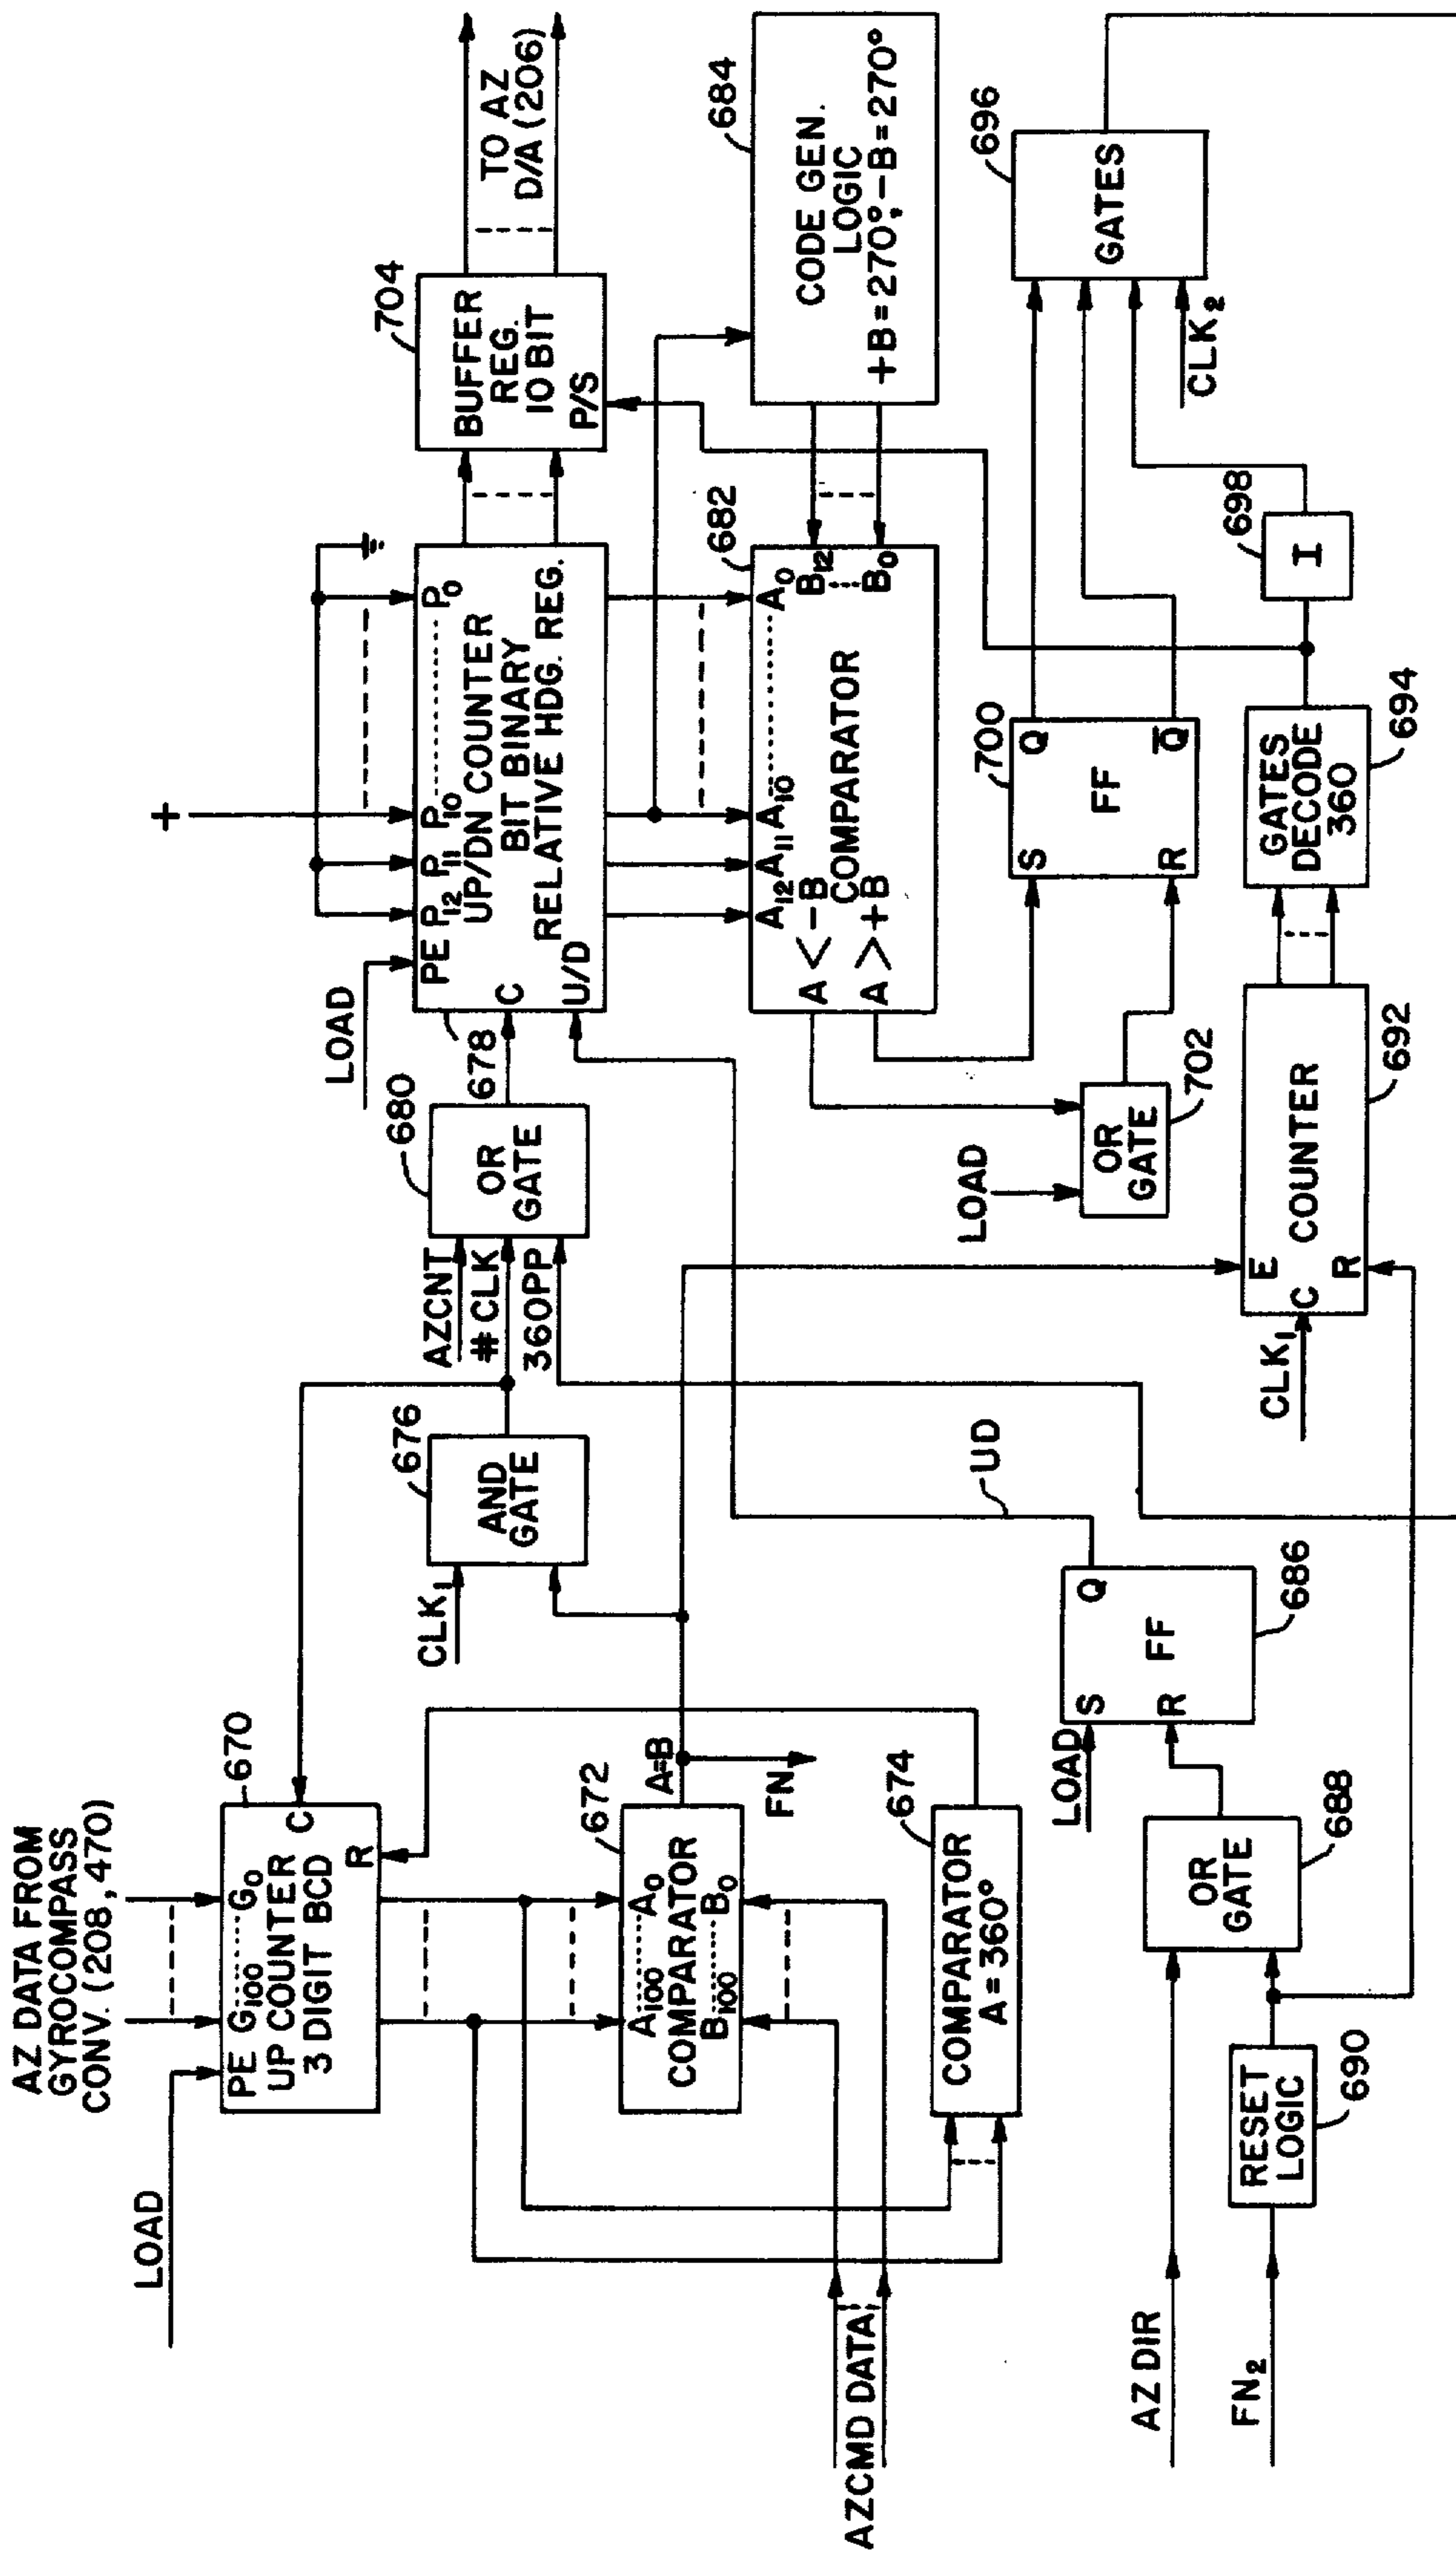 AZ DATA FROM
GYROCOMPASS
CONV. (208,470)
LOAD
670
PE G100 G0
UP COUNTER
3 DIGIT BCD
C
R
672
A100 A0
COMPARATOR
B100 B0
A=B
FN
674
COMPARATOR
A = 360°
AZCMD DATA
676
AND
GATE
CLK1
680
OR
GATE
AZCNT
#CLK
360PP
LOAD
678
+
PE P12 P11 P10 P0
UP/DN COUNTER
BIT BINARY
RELATIVE HDG. REG.
C
U/D
704
BUFFER
REG.
10 BIT
P/S
TO AZ
D/A (206)
682
A12 A11 A10 A0
A < -B
A > +B
COMPARATOR
B12
B0
684
CODE GEN.
LOGIC
+B=270°,-B=270°
UD
686
S
R
Q
FF
LOAD
688
OR
GATE
AZ DIR
FN2
690
RESET
LOGIC
LOAD
OR
GATE
702
700
S
R
Q
Q̅
FF
696
GATES
CLK2
698
I
694
GATES
DECODE
360
692
E
C
R
COUNTER
CLK1